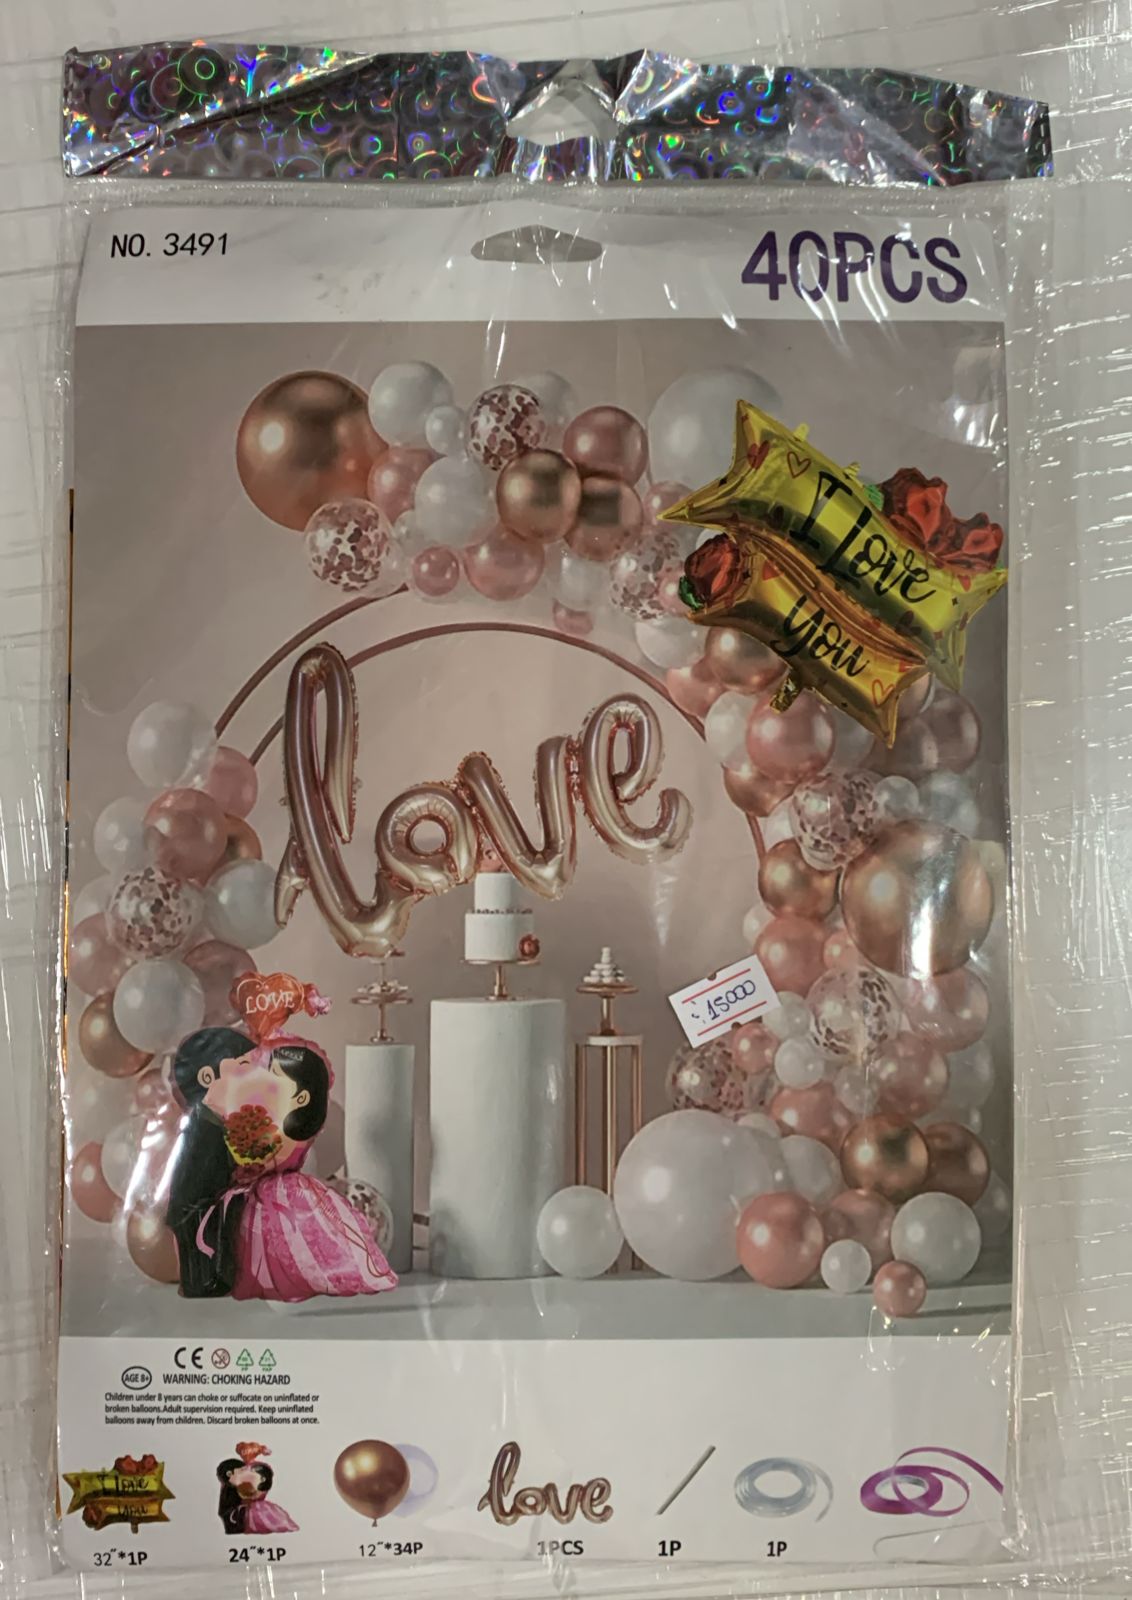 NO. 3491
40PCS
I Love
You
love
LOVE
15000
CE
AGE 8+
WARNING: CHOKING HAZARD
Children under 8 years can choke or suffocate on uninflated or
broken balloons.Adult supervision required. Keep uninflated
balloons away from children. Discard broken balloons at once.
I love
you
love
32"*1P
24"*1P
12"*34P
1PCS
1P
1P